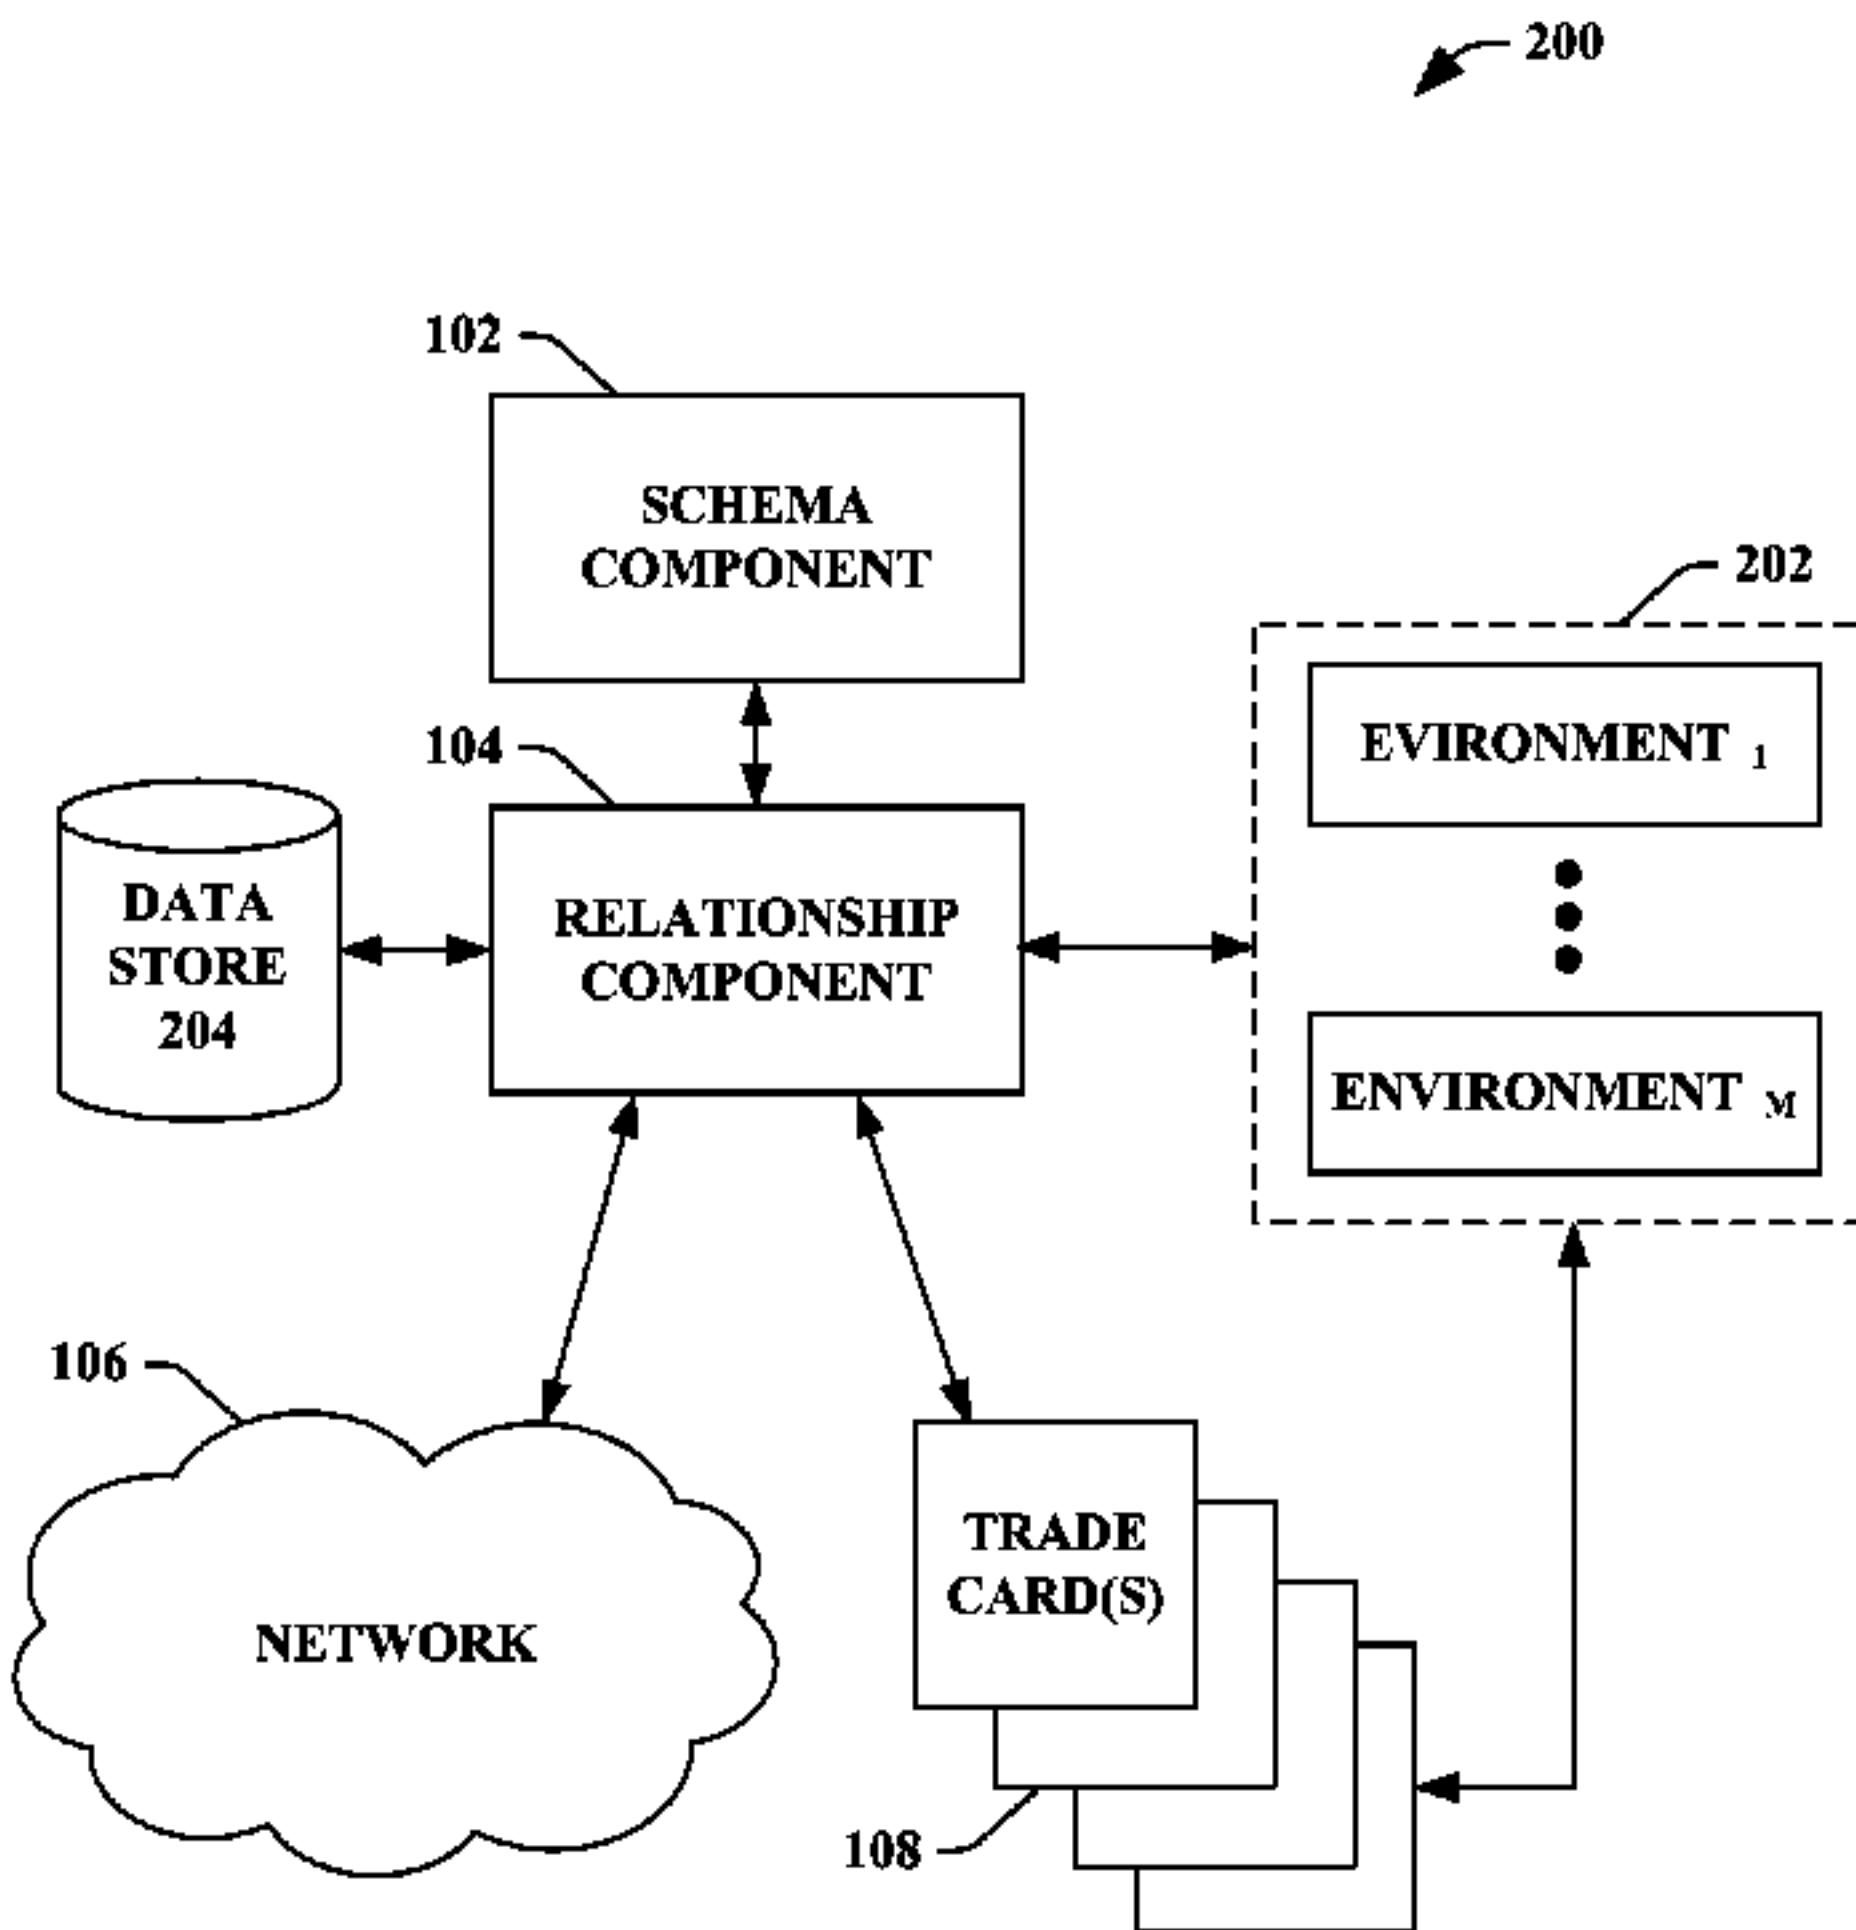 200
102
SCHEMA
COMPONENT
202
104
EVIRONMENT 1
DATA
STORE
204
RELATIONSHIP
COMPONENT
ENVIRONMENT M
106
TRADE
CARD(S)
NETWORK
108